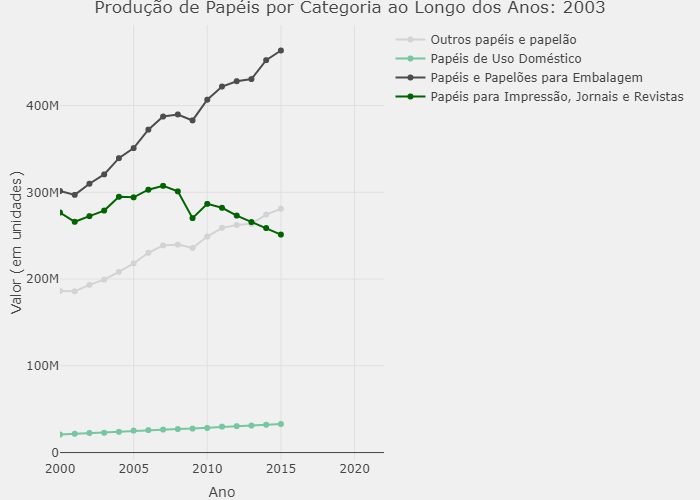 Produção de Papéis por Categoria ao Longo dos Anos: 2003
Outros papéis e papelão
Papéis de Uso Doméstico
Papéis e Papelões para Embalagem
Papéis para Impressão, Jornais e Revistas
Valor (em unidades)
400M
300M
200M
100M
0
2000 2005 2010 2015 2020
Ano